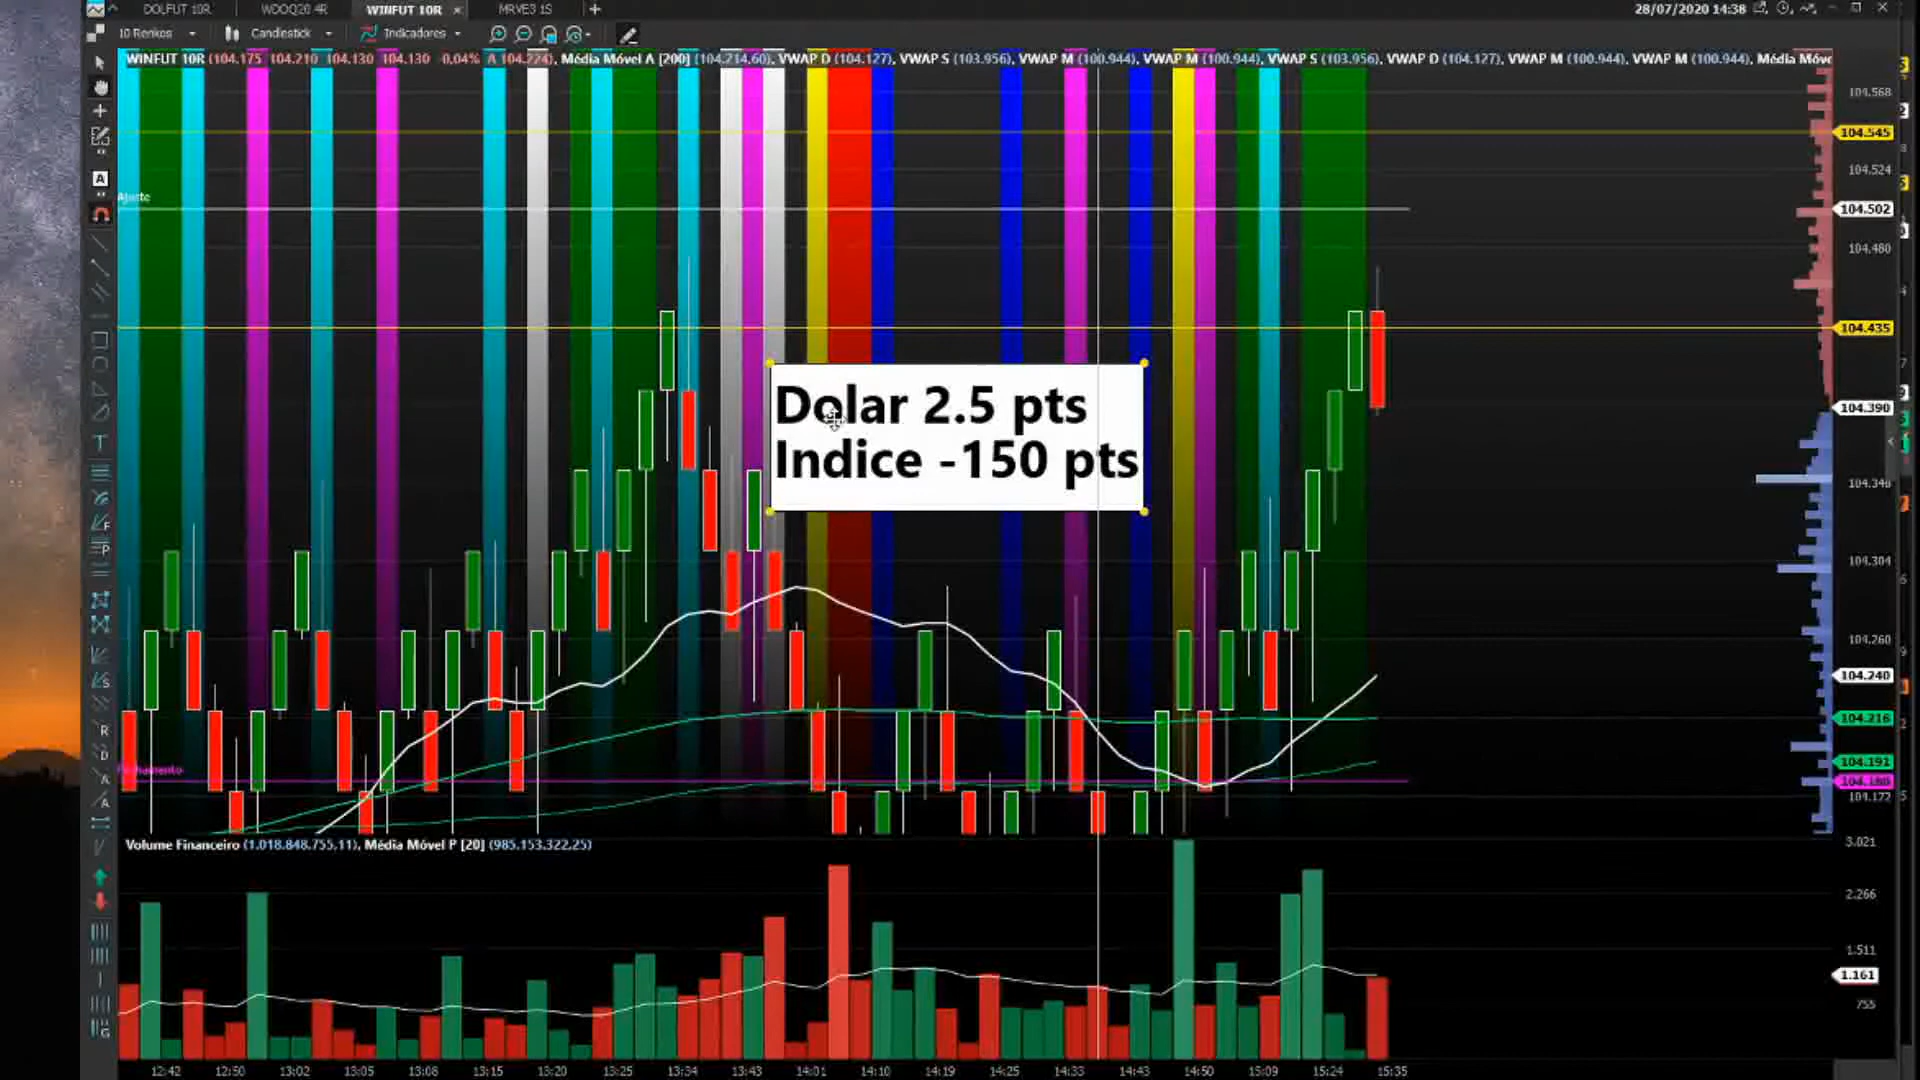 DOLFUT 10R WDOQ20 4R WINFUT 10R × MRVE3 1S + 28/07/2020 14:38
10 Renkos Candlestick Indicadores
WINFUT 10R (104.175 104.210 104.130 104.130 -0,04% A 104.224), Média Móvel A [200] (104.214,60), VWAP D (104.127), VWAP S (103.956), VWAP M (100.944), VWAP M (100.944), VWAP S (103.956), VWAP D (104.127), VWAP M (100.944), VWAP M (100.944), Média Móve
104.568
104.545
104.524
Ajuste
104.502
104.480
104.435
Dolar 2.5 pts
104.390
Indice -150 pts
104.348
104.304
104.260
104.240
104.216
104.191
104.180
104.172
Volume Financeiro (1.018.848.755,11), Média Móvel P [20] (985.153.322,25)
3.021
2.266
1.511
1.161
755
12:42 12:50 13:02 13:05 13:08 13:15 13:20 13:25 13:34 13:43 14:01 14:10 14:19 14:25 14:33 14:41 14:50 15:09 15:24 15:35